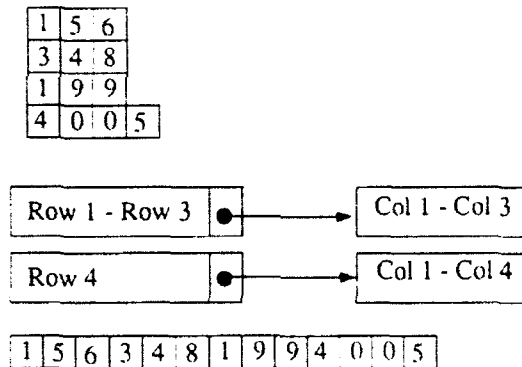 1 5 6
3 4 8
1 9 9
4 0 0 5
Row 1 - Row 3 Col 1 - Col 3
Row 4 Col 1 - Col 4
1 5 6 3 4 8 1 9 9 4 0 0 5